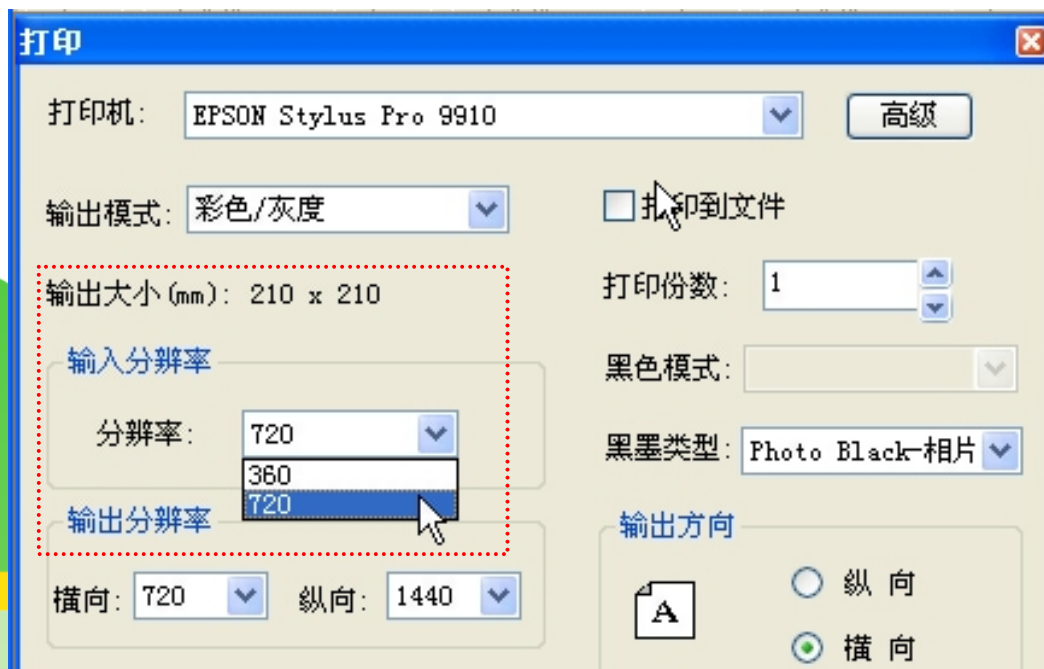 打印
打印机: EPSON Stylus Pro 9910 高级
输出模式: 彩色/灰度 打印到文件
输出大小(mm): 210 x 210 打印份数: 1
输入分辨率 黑色模式:
分辨率: 720 黑墨类型: Photo Black-相片
360
720
输出分辨率 输出方向
横向: 720 纵向: 1440 A 纵 向
横 向